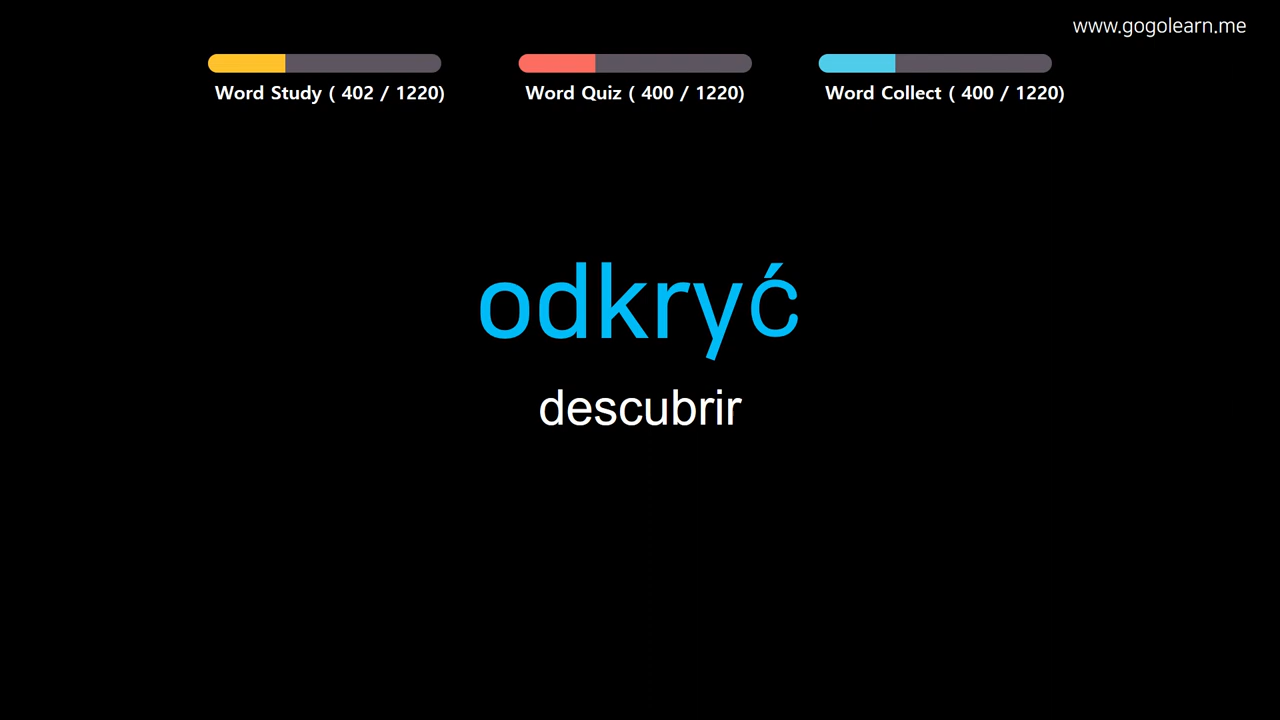 www.gogolearn.me
Word Study ( 402 / 1220)
Word Quiz ( 400 / 1220)
Word Collect ( 400 / 1220)
odkryć
descubrir